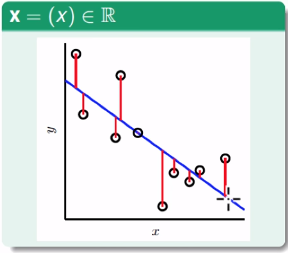 x = (x) ∈ ℝ
y
x